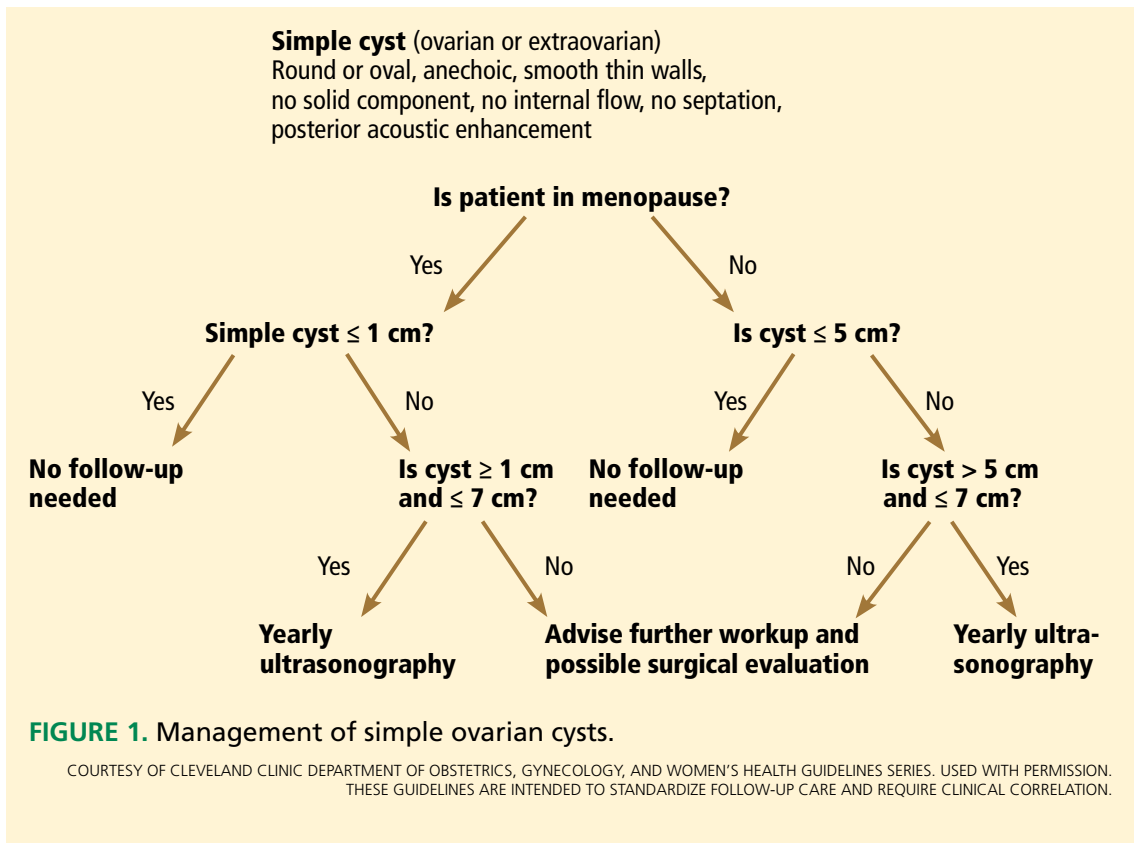 Simple cyst (ovarian or extraovarian)
Round or oval, anechoic, smooth thin walls,
no solid component, no internal flow, no septation,
posterior acoustic enhancement
Is patient in menopause?
Yes
No
Simple cyst ≤ 1 cm?
Is cyst ≤ 5 cm?
Yes
No
Yes
No
No follow-up
needed
Is cyst ≥ 1 cm
and ≤ 7 cm?
No follow-up
needed
Is cyst > 5 cm
and ≤ 7 cm?
Yes
No
No
Yes
Yearly
ultrasonography
Advise further workup and
possible surgical evaluation
Yearly ultra-
sonography
FIGURE 1. Management of simple ovarian cysts.
COURTESY OF CLEVELAND CLINIC DEPARTMENT OF OBSTETRICS, GYNECOLOGY, AND WOMEN’S HEALTH GUIDELINES SERIES. USED WITH PERMISSION.
THESE GUIDELINES ARE INTENDED TO STANDARDIZE FOLLOW-UP CARE AND REQUIRE CLINICAL CORRELATION.